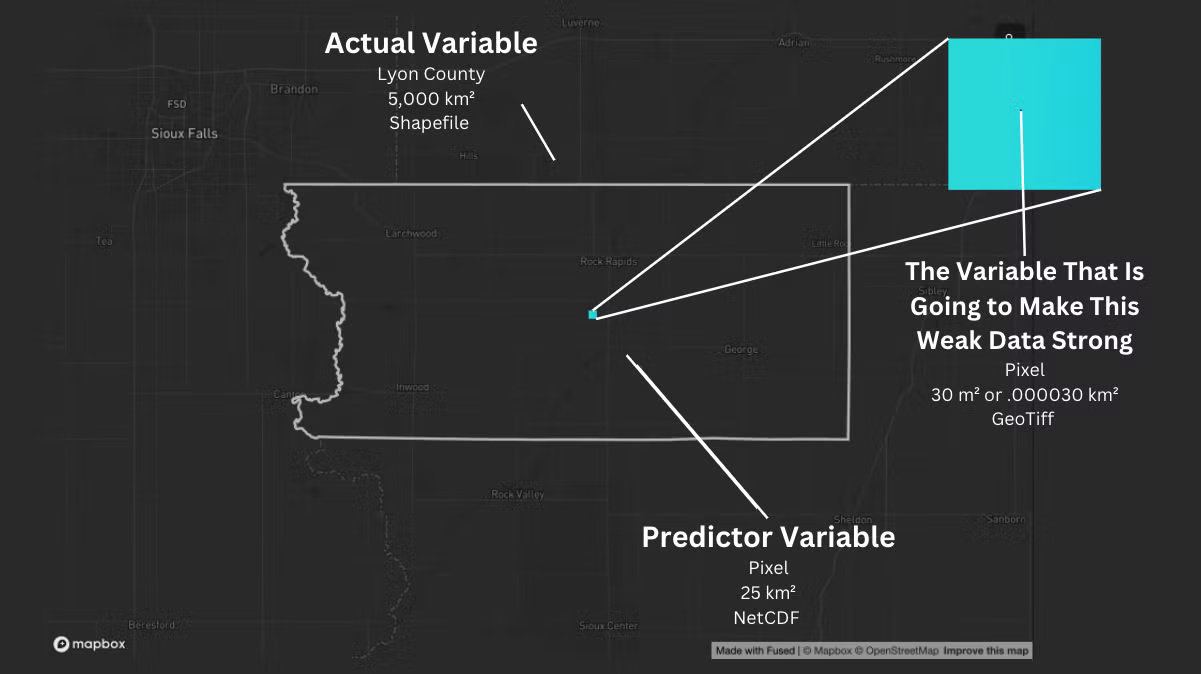 Luverne
Actual Variable
Lyon County
5,000 km²
Shapefile
Adrian
Rushmore
Brandon
FSD
Sioux Falls
Hills
Tea
Larchwood
Little Roc
Rock Rapids
The Variable That Is
Going to Make This
Weak Data Strong
Pixel
30 m² or .000030 km²
GeoTiff
Sibley
George
Inwood
Canton
Rock Valley
Sheldon
Sanborn
Predictor Variable
Pixel
25 km²
NetCDF
Beresford
Sioux Center
mapbox
Made with Fused | © Mapbox © OpenStreetMap Improve this map